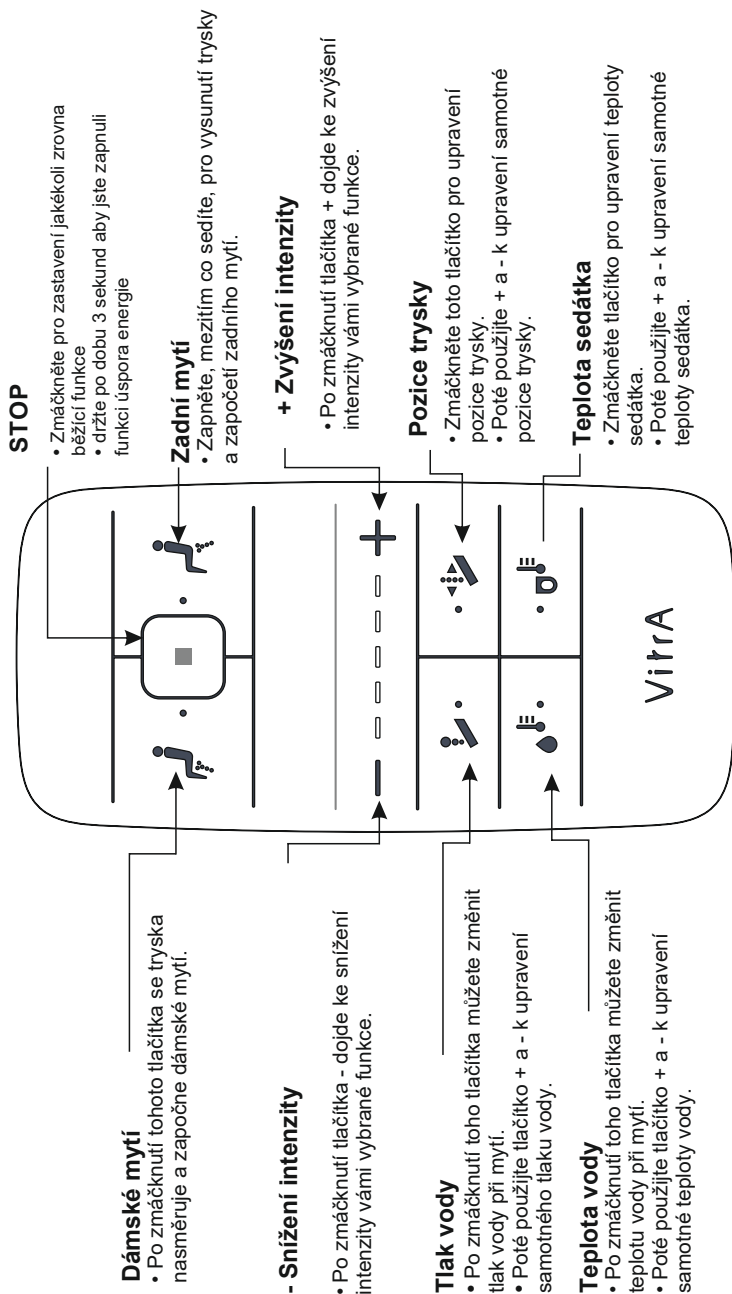 STOP
• Zmáčkněte pro zastavení jakékoli zrovna
běžící funkce
• držte po dobu 3 sekund aby jste zapnuli
funkci úspora energie
Zadní mytí
• Zapněte, mezitím co sedíte, pro vysunutí trysky
a započetí zadního mytí.
+ Zvýšení intenzity
• Po zmáčknutí tlačítka + dojde ke zvýšení
intenzity vámi vybrané funkce.
Pozice trysky
• Zmáčkněte toto tlačítko pro upravení
pozice trysky.
• Poté použijte + a - k upravení samotné
pozice trysky.
Teplota sedátka
• Zmáčkněte tlačítko pro upravení teploty
sedátka.
• Poté použijte + a - k upravení samotné
teploty sedátka.
VitrA
Dámské mytí
• Po zmáčknutí tohoto tlačítka se tryska
nasměruje a započne dámské mytí.
- Snížení intenzity
• Po zmáčknutí tlačítka - dojde ke snížení
intenzity vámi vybrané funkce.
Tlak vody
• Po zmáčknutí toho tlačítka můžete změnit
tlak vody při mytí.
• Poté použijte tlačítko + a - k upravení
samotného tlaku vody.
Teplota vody
• Po zmáčknutí toho tlačítka můžete změnit
teplotu vody při mytí.
• Poté použijte tlačítko + a - k upravení
samotné teploty vody.